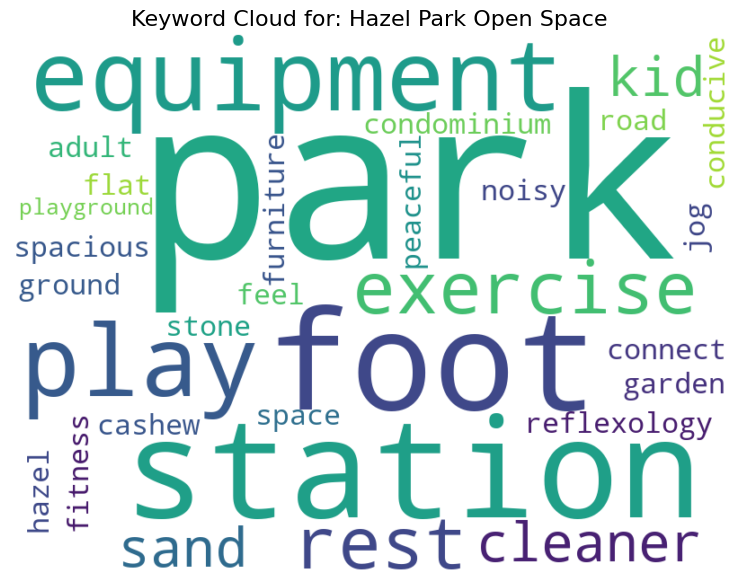 Keyword Cloud for: Hazel Park Open Space
equipment
kid
conducive
park
condominium
road
adult
furniture
peaceful
flat
noisy
playground
jog
spacious
ground
feel
exercise
foot
play
stone
connect
garden
space
cashew
reflexology
station
fitness
hazel
rest
cleaner
sand